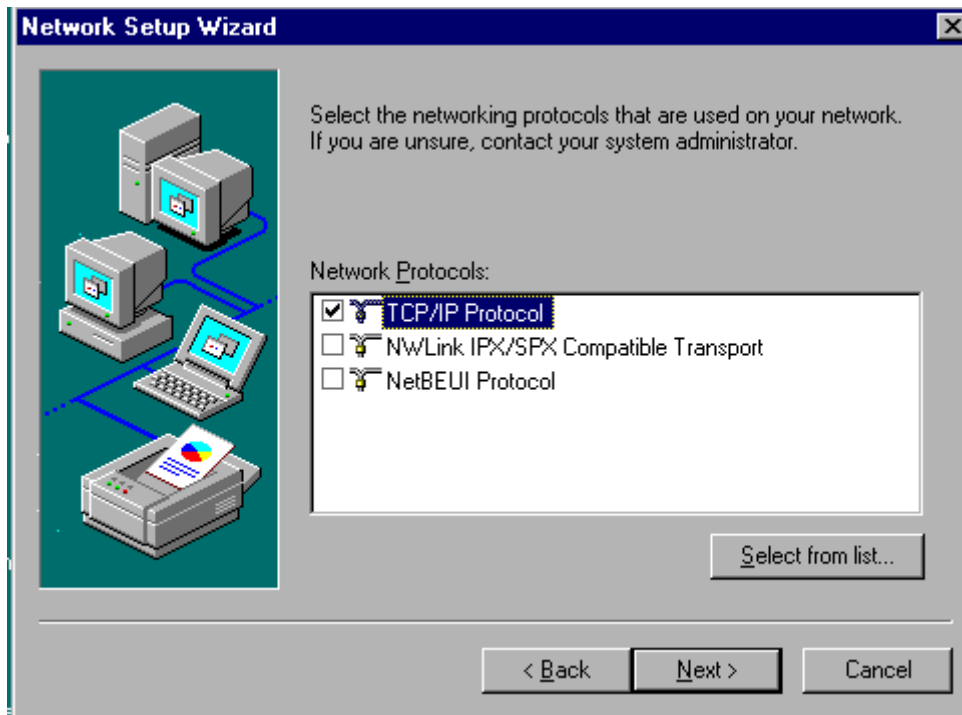 Network Setup Wizard
Select the networking protocols that are used on your network.
If you are unsure, contact your system administrator.
Network Protocols:
TCP/IP Protocol
NWLink IPX/SPX Compatible Transport
NetBEUI Protocol
Select from list...
< Back
Next >
Cancel